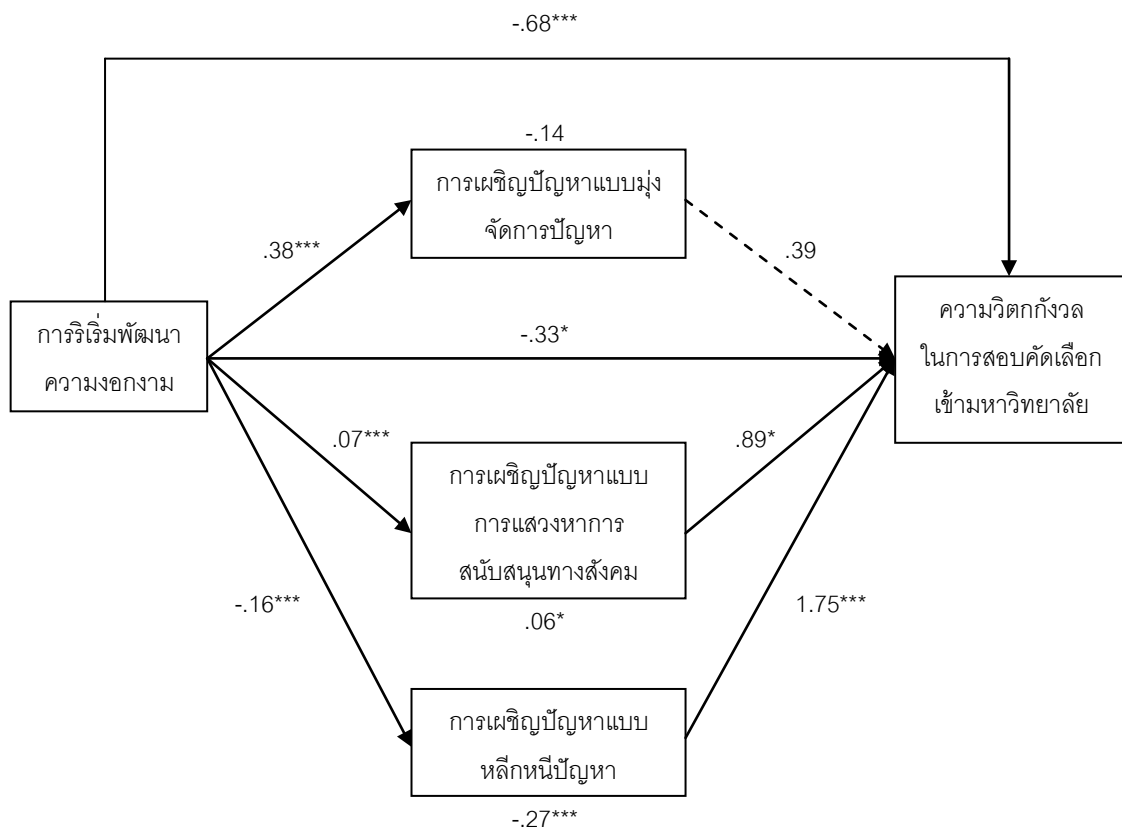 -.68***
-.14
การเผชิญปัญหาแบบมุ่ง
จัดการปัญหา
.38***
.39
การริเริ่มพัฒนา
ความงอกงาม
-.33*
ความวิตกกังวล
ในการสอบคัดเลือก
เข้ามหาวิทยาลัย
.07***
.89*
การเผชิญปัญหาแบบ
การแสวงหาการ
สนับสนุนทางสังคม
-.16***
1.75***
.06*
การเผชิญปัญหาแบบ
หลีกหนีปัญหา
-.27***